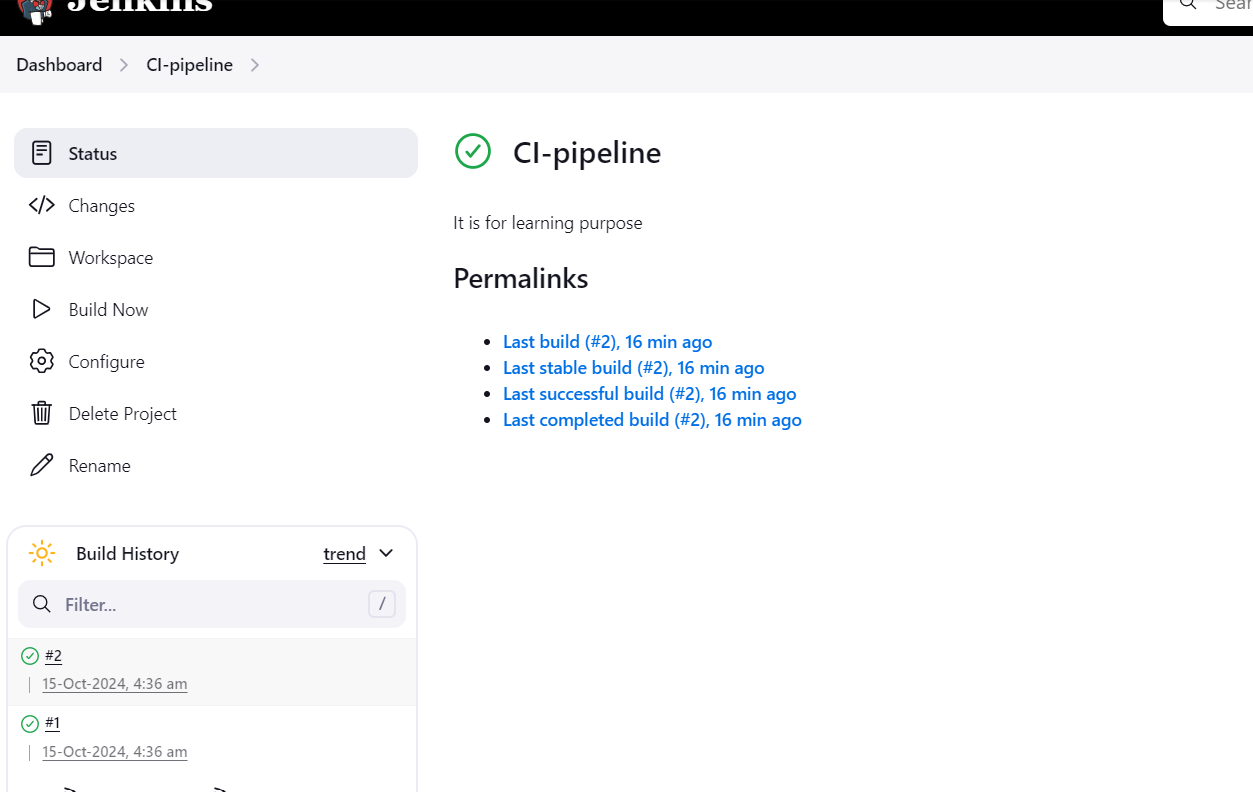 Jenkins
Sear
Dashboard
CI-pipeline
Status
Changes
Workspace
Build Now
Configure
Delete Project
Rename
CI-pipeline
It is for learning purpose
Permalinks
Last build (#2), 16 min ago
Last stable build (#2), 16 min ago
Last successful build (#2), 16 min ago
Last completed build (#2), 16 min ago
Build History
trend
Filter...
/
#2
15-Oct-2024, 4:36 am
#1
15-Oct-2024, 4:36 am